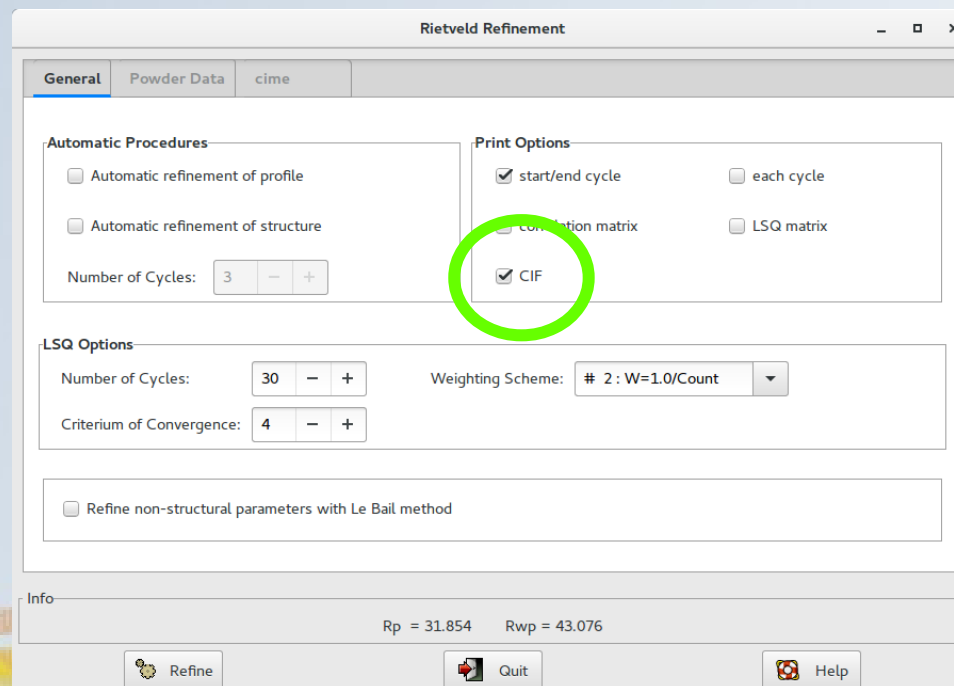 Rietveld Refinement
General Powder Data cime
Automatic Procedures Print Options
Automatic refinement of profile start/end cycle each cycle
Automatic refinement of structure correlation matrix LSQ matrix
Number of Cycles: 3 − + CIF
LSQ Options
Number of Cycles: 30 − + Weighting Scheme: # 2 : W=1.0/Count
Criterium of Convergence: 4 − +
Refine non-structural parameters with Le Bail method
Info
Rp = 31.854 Rwp = 43.076
Refine Quit Help